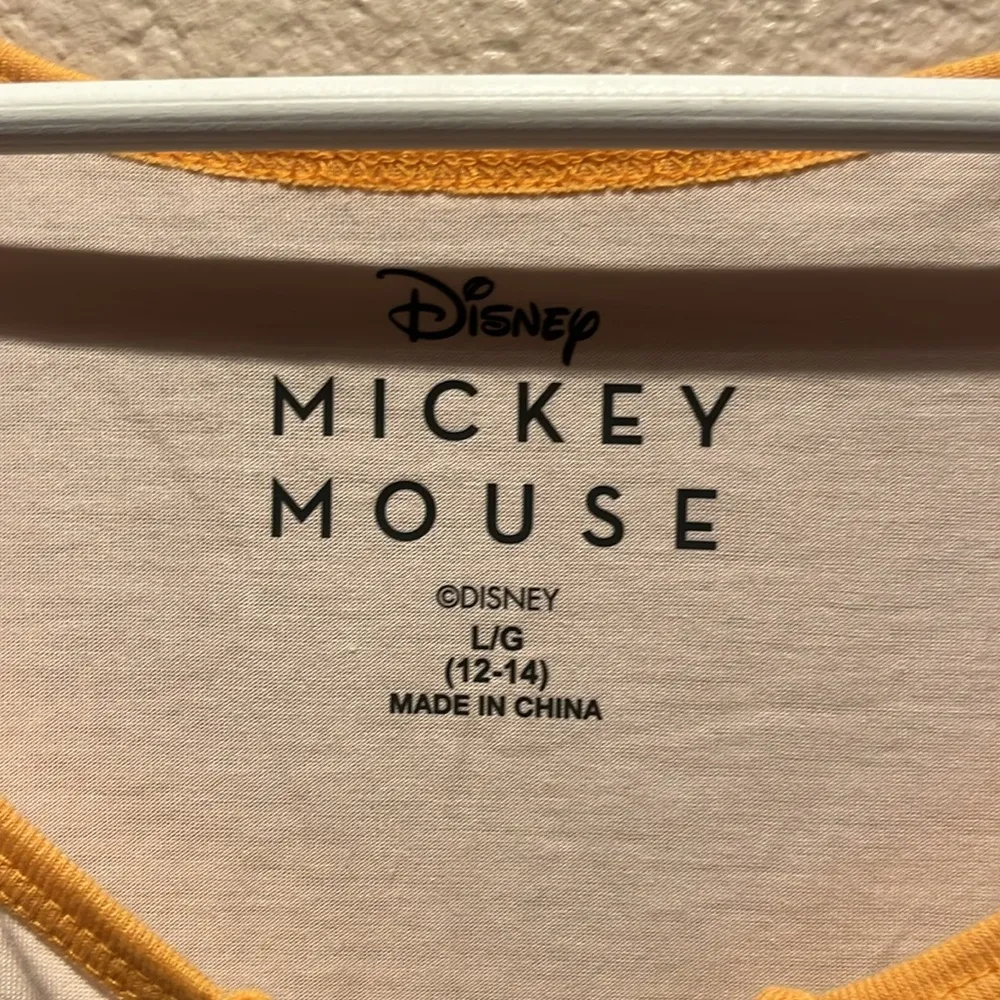 Disney
MICKEY
MOUSE
©DISNEY
L/G
(12-14)
MADE IN CHINA